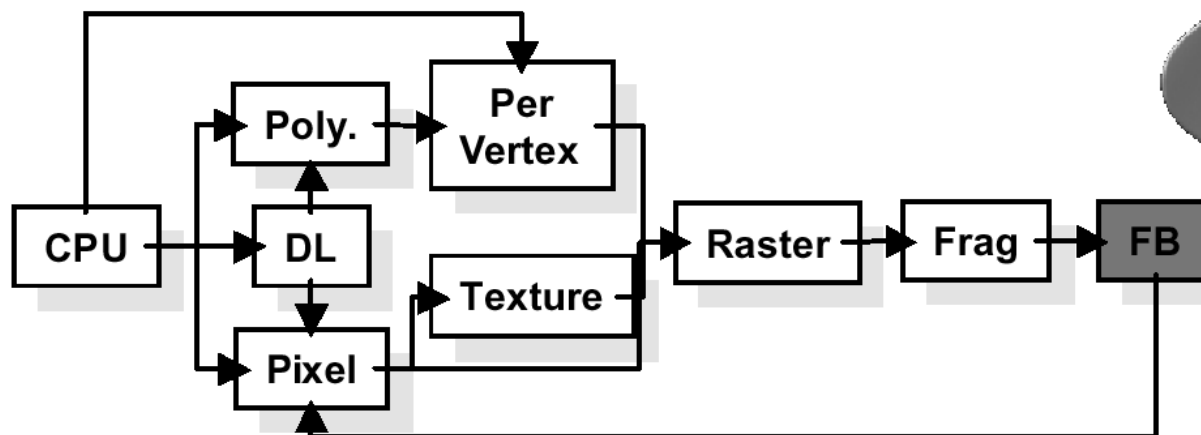 Poly.
Per
Vertex
CPU
DL
Raster
Frag
FB
Texture
Pixel